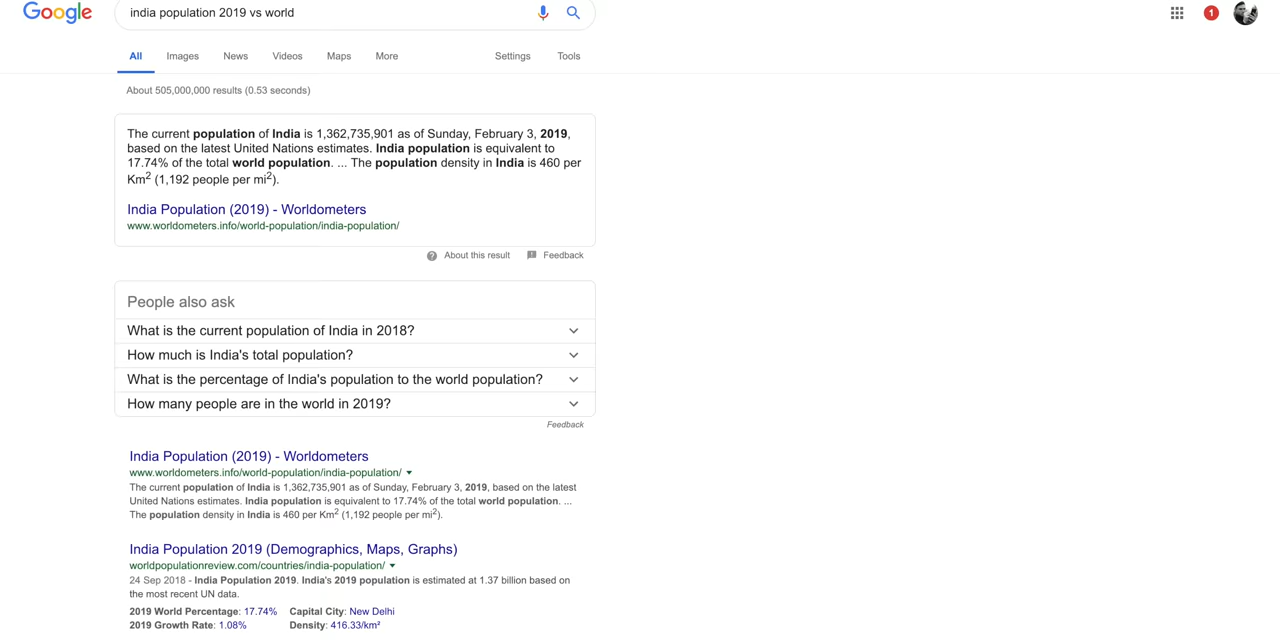 Google
india population 2019 vs world
1
All Images News Videos Maps More Settings Tools
About 505,000,000 results (0.53 seconds)
The current population of India is 1,362,735,901 as of Sunday, February 3, 2019,
based on the latest United Nations estimates. India population is equivalent to
17.74% of the total world population. ... The population density in India is 460 per
Km2 (1,192 people per mi2).
India Population (2019) - Worldometers
www.worldometers.info/world-population/india-population/
About this result Feedback
People also ask
What is the current population of India in 2018?
How much is India's total population?
What is the percentage of India's population to the world population?
How many people are in the world in 2019?
Feedback
India Population (2019) - Worldometers
www.worldometers.info/world-population/india-population/
The current population of India is 1,362,735,901 as of Sunday, February 3, 2019, based on the latest
United Nations estimates. India population is equivalent to 17.74% of the total world population. ...
The population density in India is 460 per Km2 (1,192 people per mi2).
India Population 2019 (Demographics, Maps, Graphs)
worldpopulationreview.com/countries/india-population/
24 Sep 2018 - India Population 2019. India's 2019 population is estimated at 1.37 billion based on
the most recent UN data.
2019 World Percentage: 17.74% Capital City: New Delhi
2019 Growth Rate: 1.08% Density: 416.33/km²